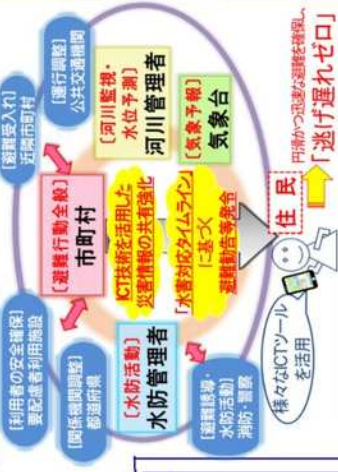 [避難受入れ]
近隣市町村
[運行調整]
公共交通機関
[利用者の安全確保]
要配慮者利用施設
[避難行動全般]
市町村
[河川監視・
水位予測]
河川管理者
[関係機関調整]
都道府県
ICT技術を活用した
災害情報の共有強化
[水防活動]
水防管理者
[気象予報]
気象台
「水害対応タイムライン」
に基づく
避難勧告等発令
[避難誘導・
水防活動]
消防・警察
住民
円滑かつ迅速な避難を確保し、
「逃げ遅れゼロ」
様々なICTツール
を活用